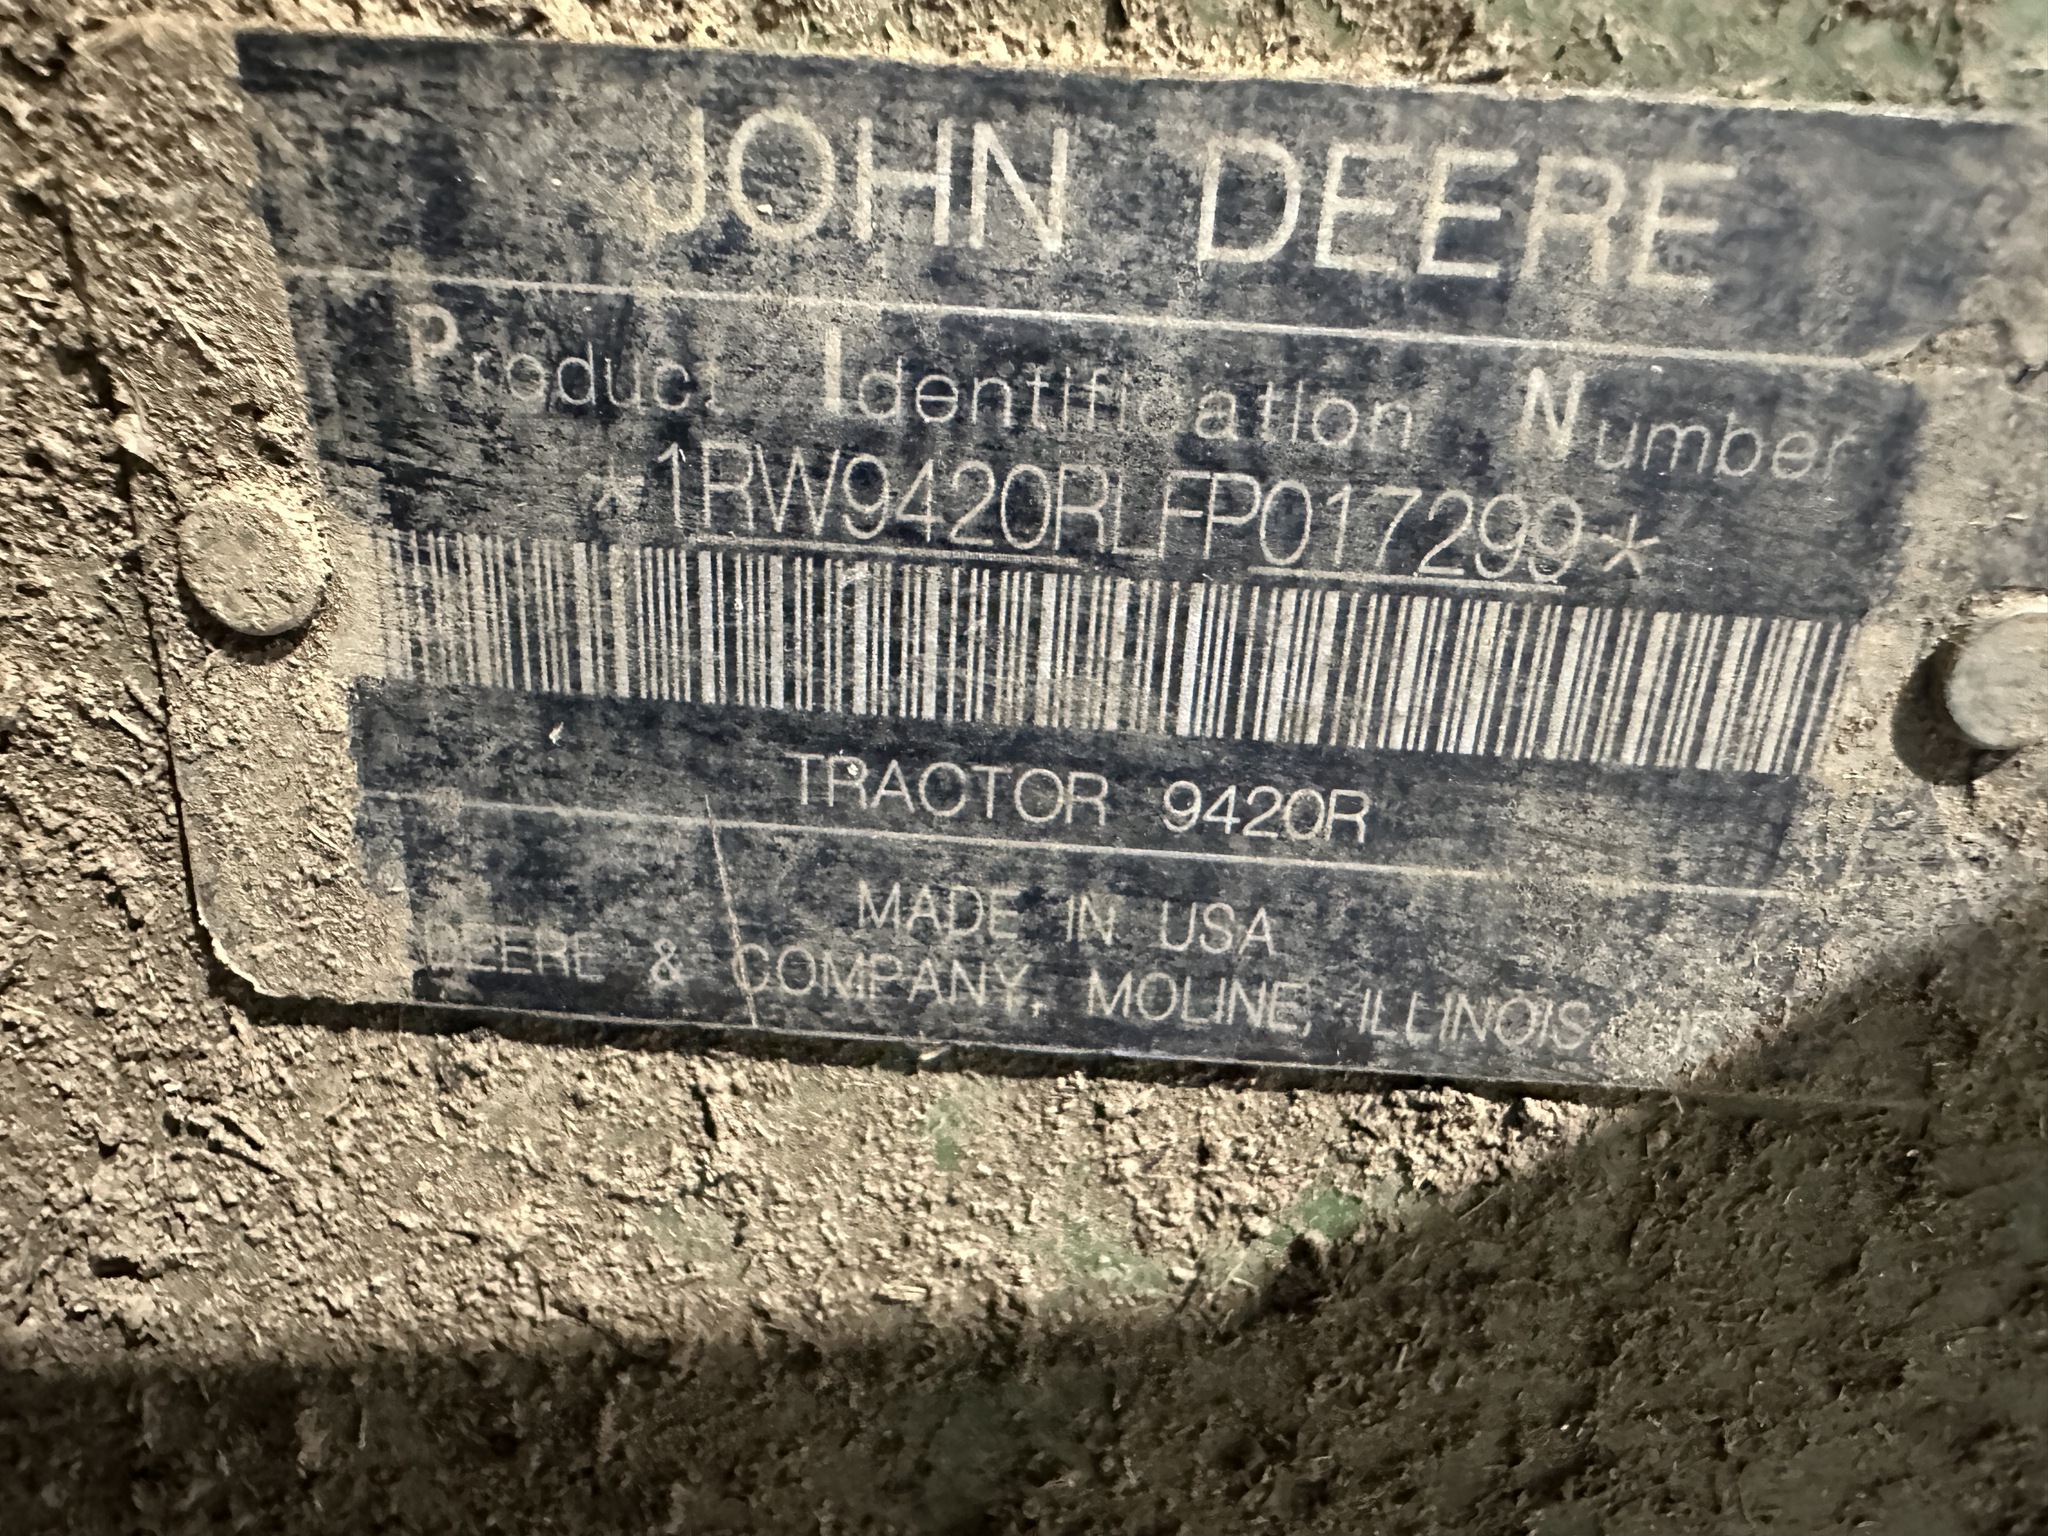 JOHN DEERE
Product Identification Number
*1RW9420RLFP017299*
TRACTOR 9420R
MADE IN USA
DEERE & COMPANY, MOLINE, ILLINOIS,